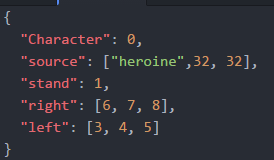 {
"Character": 0,
"source": ["heroine",32, 32],
"stand": 1,
"right": [6, 7, 8],
"left": [3, 4, 5]
}